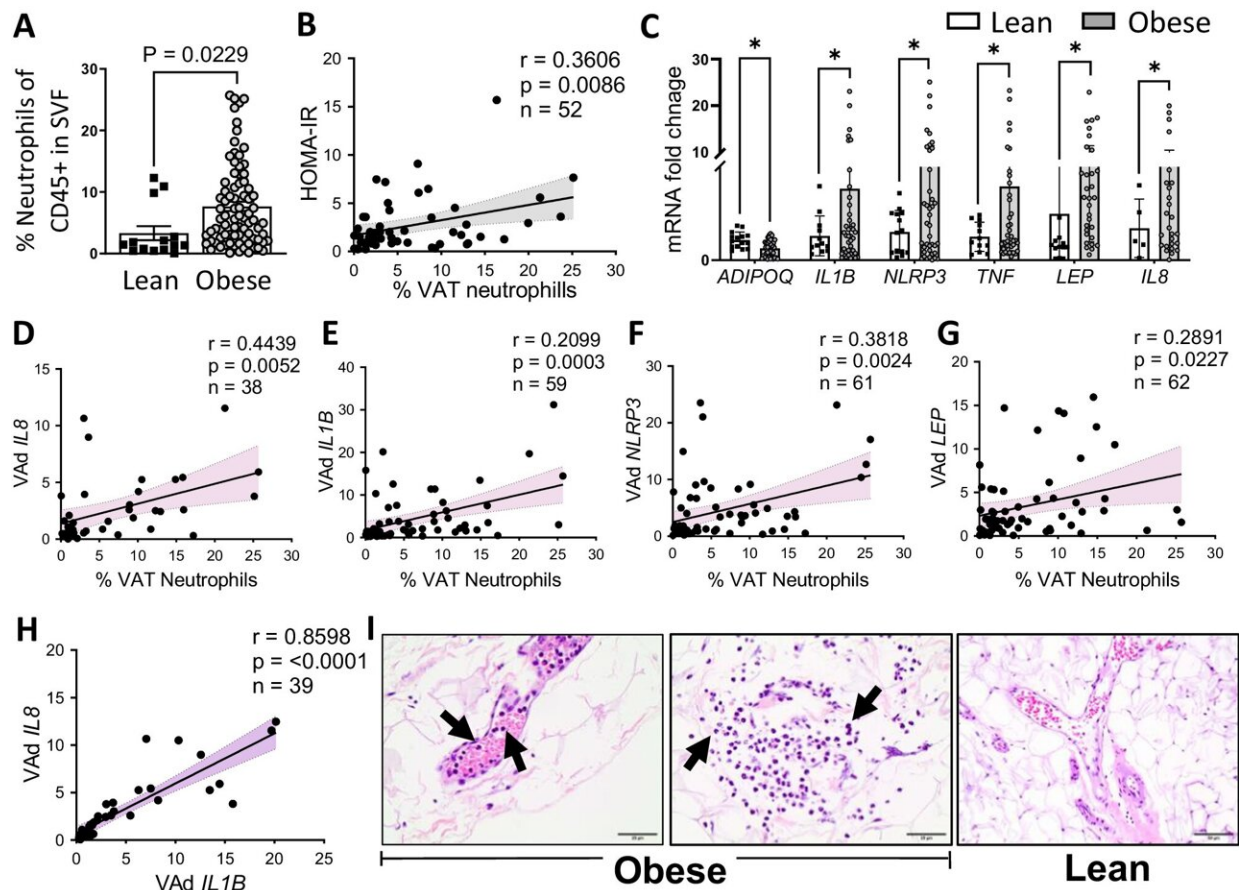 A
P = 0.0229
% Neutrophils of
CD45+ in SVF
30
20
10
0
Lean Obese
B
r = 0.3606
p = 0.0086
n = 52
HOMA-IR
20
15
10
5
0
0 5 10 15 20 25 30
% VAT neutrophills
C
Lean Obese
* * * * * *
mRNA fold chnage
30
20
10
0
ADIPOQ IL1B NLRP3 TNF LEP IL8
D
r = 0.4439
p = 0.0052
n = 38
VAd IL8
15
10
5
0
0 5 10 15 20 25 30
% VAT Neutrophils
E
r = 0.2099
p = 0.0003
n = 59
VAd IL1B
40
30
20
10
0
0 5 10 15 20 25 30
% VAT Neutrophils
F
r = 0.3818
p = 0.0024
n = 61
VAd NLRP3
30
20
10
0
0 5 10 15 20 25 30
% VAT Neutrophils
G
r = 0.2891
p = 0.0227
n = 62
VAd LEP
20
15
10
5
0
0 5 10 15 20 25 30
% VAT Neutrophils
H
r = 0.8598
p = <0.0001
n = 39
VAd IL8
20
15
10
5
0
0 5 10 15 20 25
VAd IL1B
I
Obese
Lean